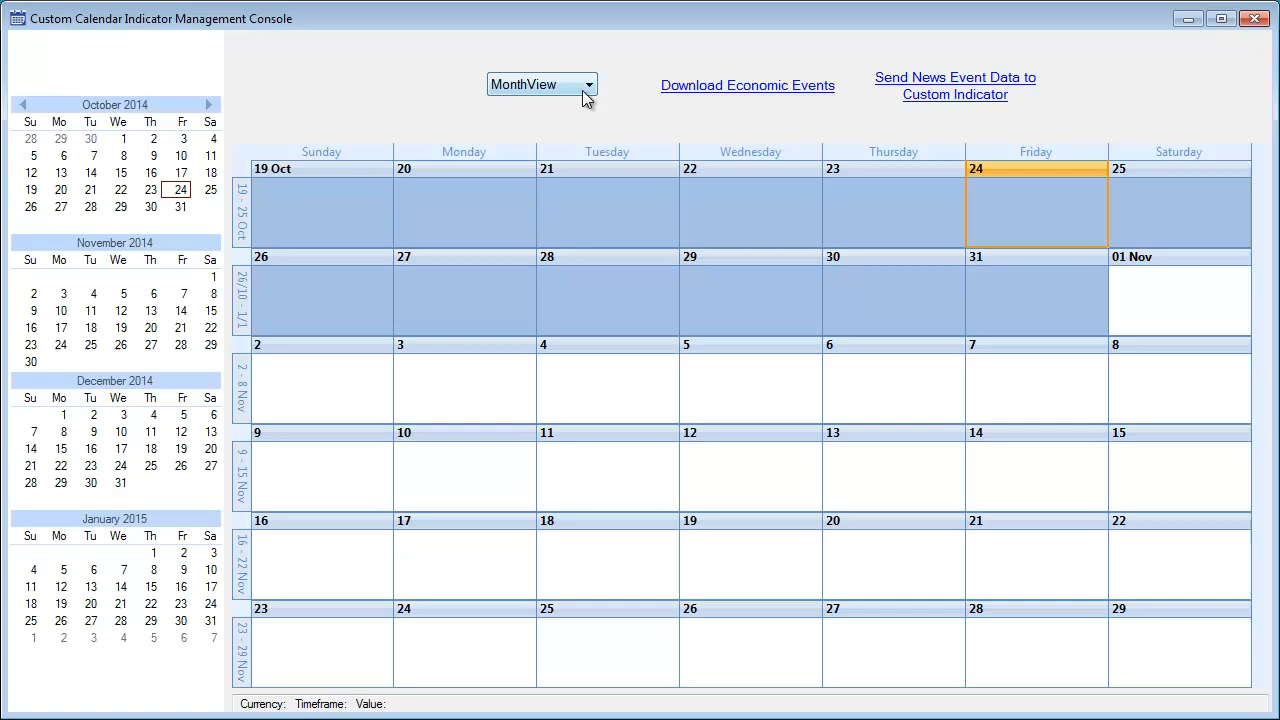 Custom Calendar Indicator Management Console
MonthView
Download Economic Events
Send News Event Data to
Custom Indicator
October 2014
Su Mo Tu We Th Fr Sa
28 29 30 1 2 3 4
5 6 7 8 9 10 11
12 13 14 15 16 17 18
19 20 21 22 23 24 25
26 27 28 29 30 31
November 2014
Su Mo Tu We Th Fr Sa
1
2 3 4 5 6 7 8
9 10 11 12 13 14 15
16 17 18 19 20 21 22
23 24 25 26 27 28 29
30
December 2014
Su Mo Tu We Th Fr Sa
1 2 3 4 5 6
7 8 9 10 11 12 13
14 15 16 17 18 19 20
21 22 23 24 25 26 27
28 29 30 31
January 2015
Su Mo Tu We Th Fr Sa
1 2 3
4 5 6 7 8 9 10
11 12 13 14 15 16 17
18 19 20 21 22 23 24
25 26 27 28 29 30 31
1 2 3 4 5 6 7
Sunday Monday Tuesday Wednesday Thursday Friday Saturday
19 Oct 20 21 22 23 24 25
19 - 25 Oct
26 27 28 29 30 31 01 Nov
26/10 - 1/1
2 3 4 5 6 7 8
2 - 8 Nov
9 10 11 12 13 14 15
9 - 15 Nov
16 17 18 19 20 21 22
16 - 22 Nov
23 24 25 26 27 28 29
23 - 29 Nov
Currency: Timeframe: Value: